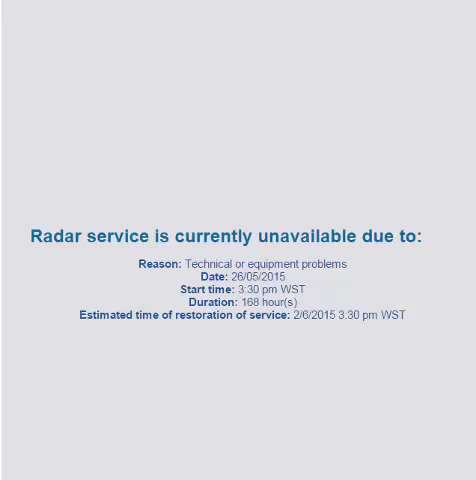 Radar service is currently unavailable due to:
Reason: Technical or equipment problems
Date: 26/05/2015
Start time: 3:30 pm WST
Duration: 168 hour(s)
Estimated time of restoration of service: 2/6/2015 3:30 pm WST